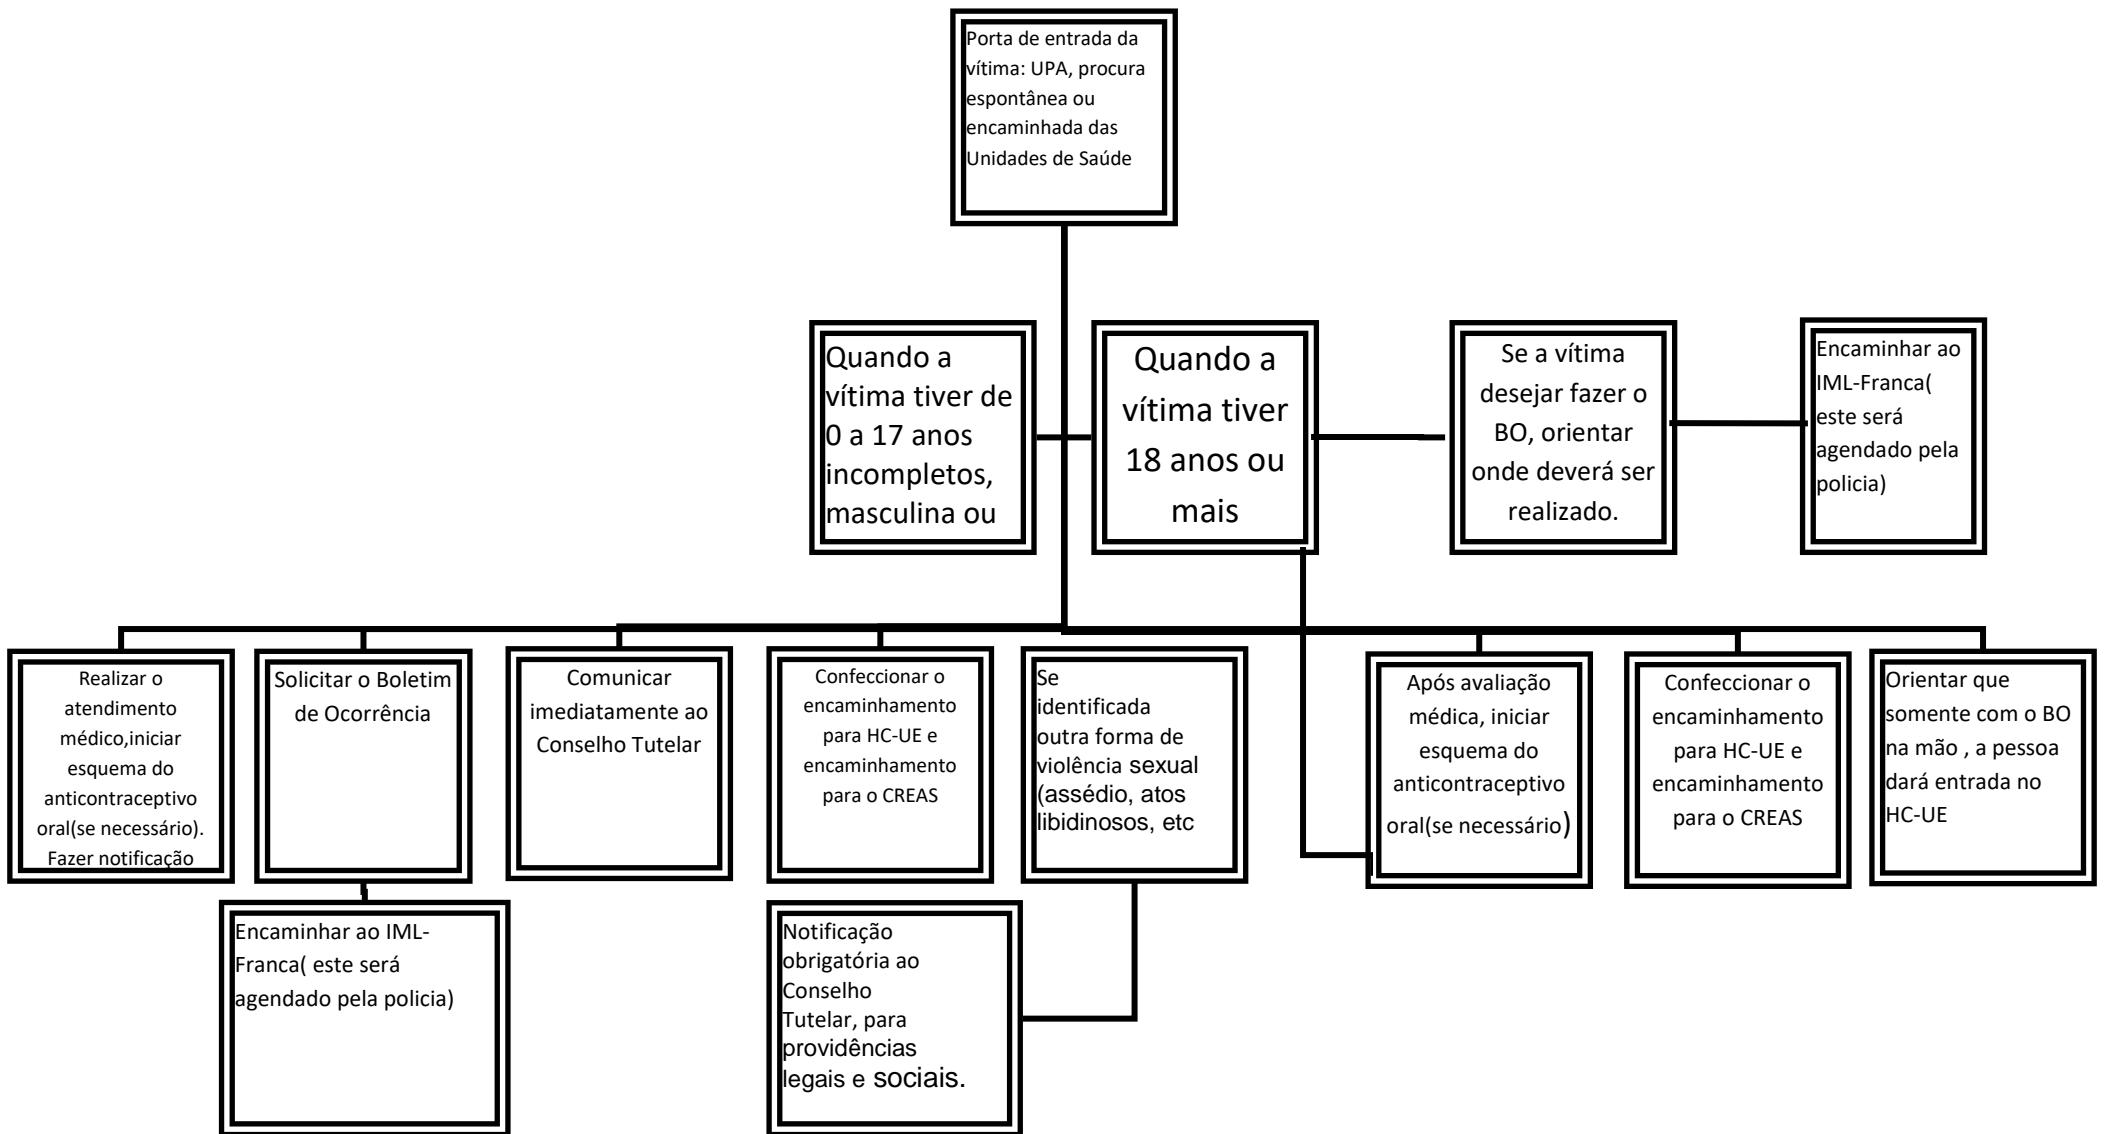 Porta de entrada da
vítima: UPA, procura
espontânea ou
encaminhada das
Unidades de Saúde
Quando a
vítima tiver de
0 a 17 anos
incompletos,
masculina ou
Quando a
vítima tiver
18 anos ou
mais
Se a vítima
desejar fazer o
BO, orientar
onde deverá ser
realizado.
Encaminhar ao
IML-Franca(
este será
agendado pela
policia)
Realizar o
atendimento
médico,iniciar
esquema do
anticontraceptivo
oral(se necessário).
Fazer notificação
Solicitar o Boletim
de Ocorrência
Comunicar
imediatamente ao
Conselho Tutelar
Confeccionar o
encaminhamento
para HC-UE e
encaminhamento
para o CREAS
Se
identificada
outra forma de
violência sexual
(assédio, atos
libidinosos, etc
Após avaliação
médica, iniciar
esquema do
anticontraceptivo
oral(se necessário)
Confeccionar o
encaminhamento
para HC-UE e
encaminhamento
para o CREAS
Orientar que
somente com o BO
na mão , a pessoa
dará entrada no
HC-UE
Encaminhar ao IML-
Franca( este será
agendado pela policia)
Notificação
obrigatória ao
Conselho
Tutelar, para
providências
legais e sociais.